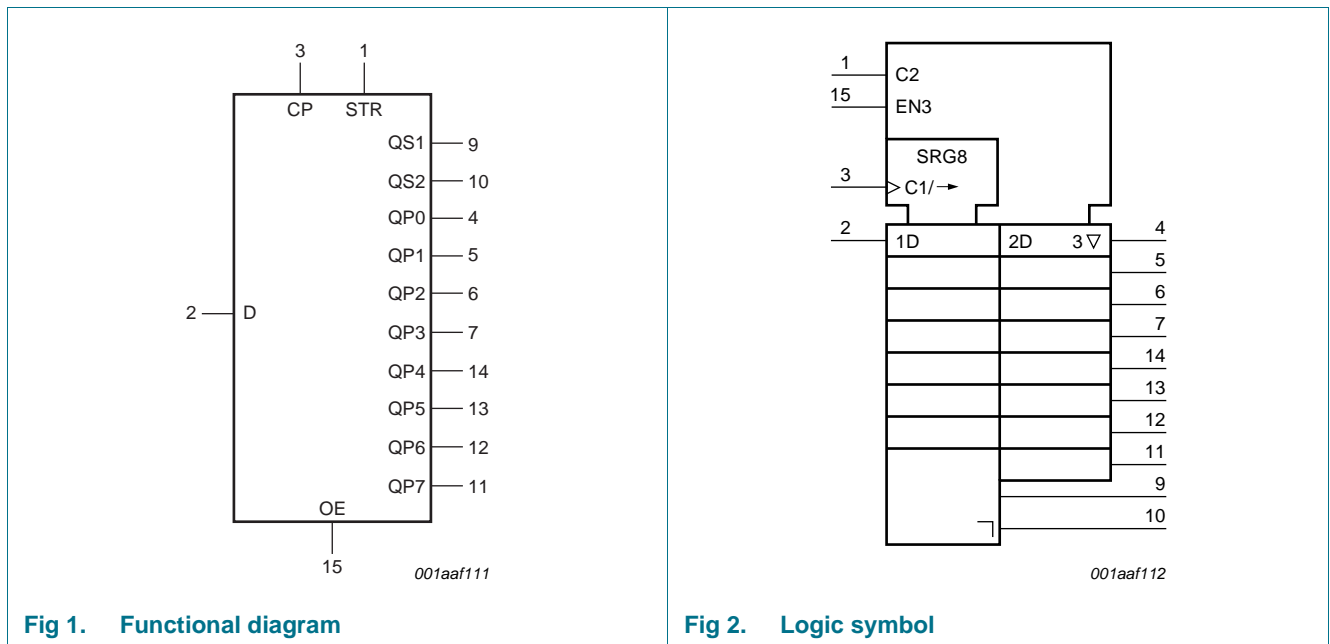 3 1
CP STR
QS1 9
QS2 10
QP0 4
QP1 5
QP2 6
2 D
QP3 7
QP4 14
QP5 13
QP6 12
QP7 11
OE
15
001aaf111
Fig 1. Functional diagram
1 C2
15 EN3
SRG8
3 C1/→
2 1D 2D 3 ▽ 4
5
6
7
14
13
12
11
9
10
001aaf112
Fig 2. Logic symbol